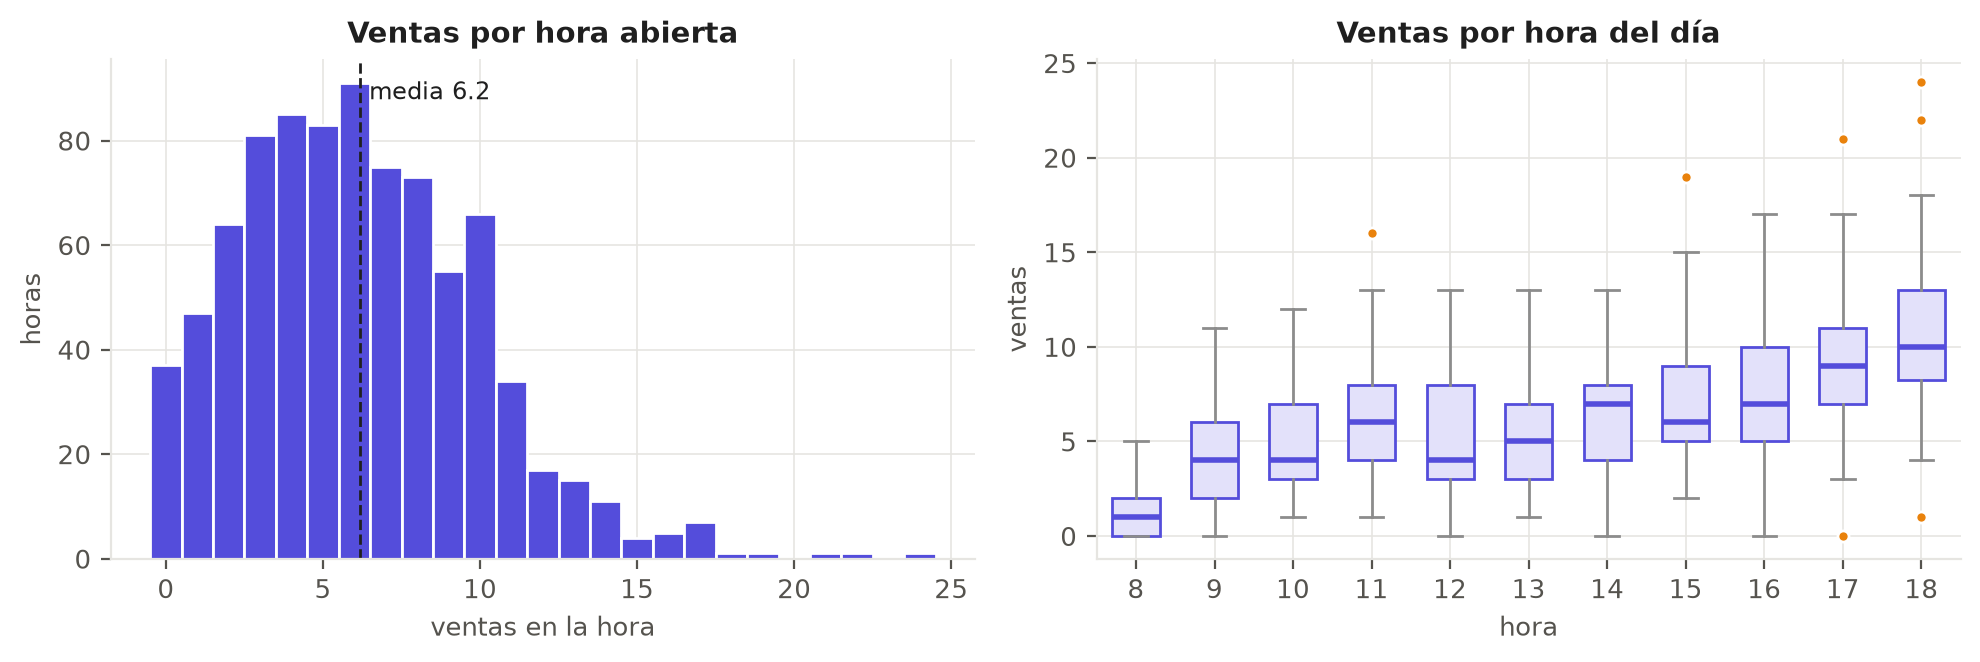 Ventas por hora abierta
media 6.2
horas
80
60
40
20
0
0 5 10 15 20 25
ventas en la hora
Ventas por hora del día
ventas
25
20
15
10
5
0
8 9 10 11 12 13 14 15 16 17 18
hora